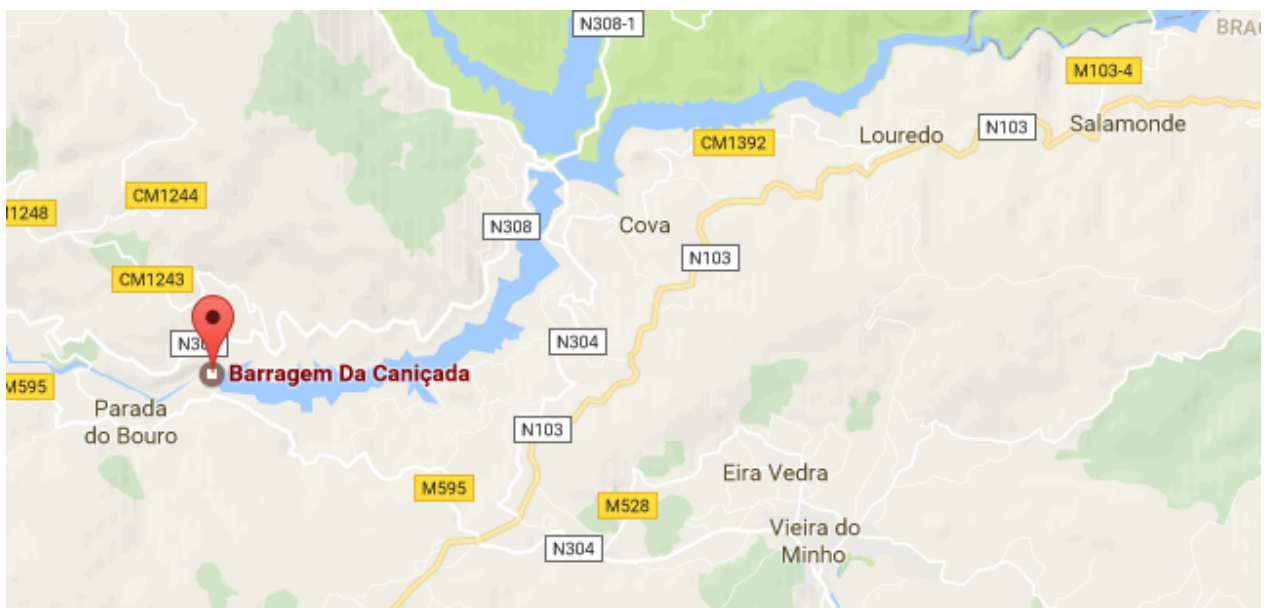 N308-1
BRAG
M103-4
Salamonde
N103
Louredo
CM1392
CM1244
M1248
N308
Cova
N103
CM1243
N304
M595
Barragem Da Caniçada
Parada
do Bouro
N103
Eira Vedra
M595
M528
Vieira do
Minho
N304